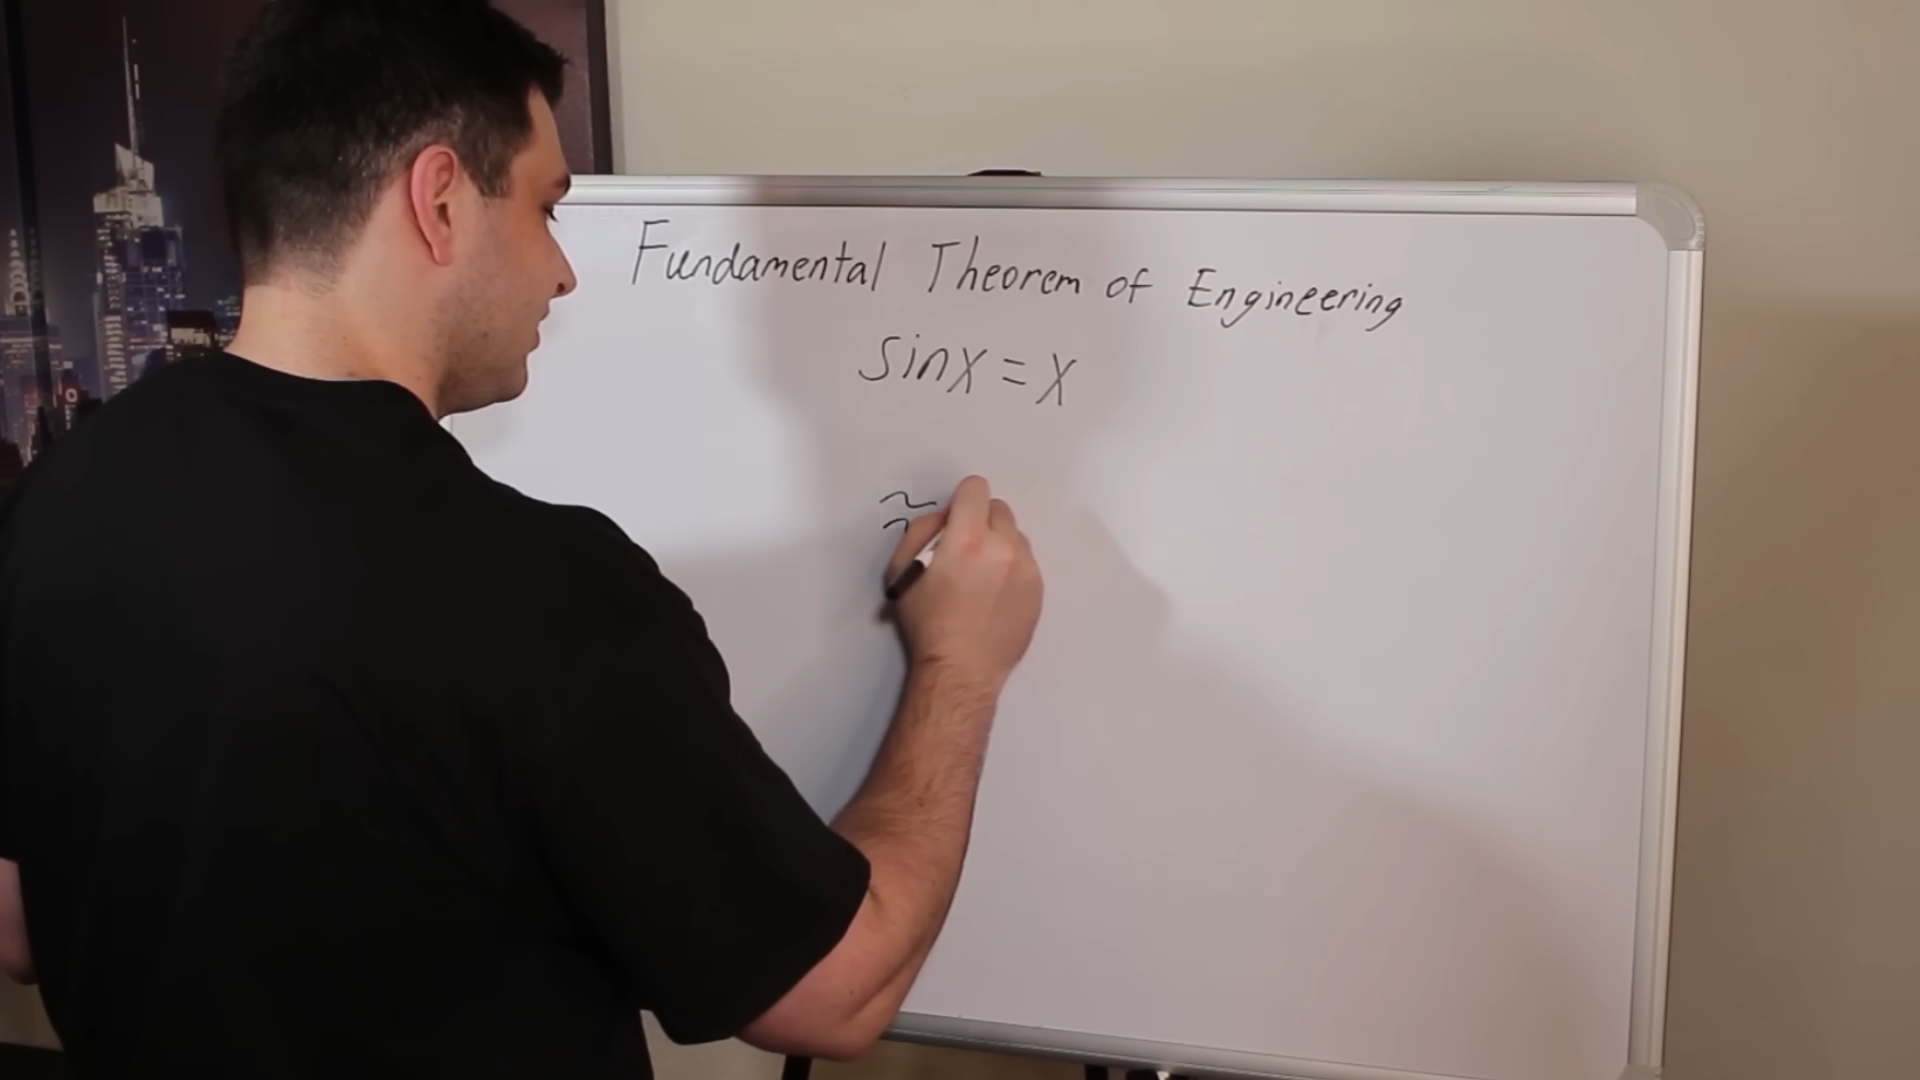 Fundamental Theorem of Engineering
sinx = x
≈